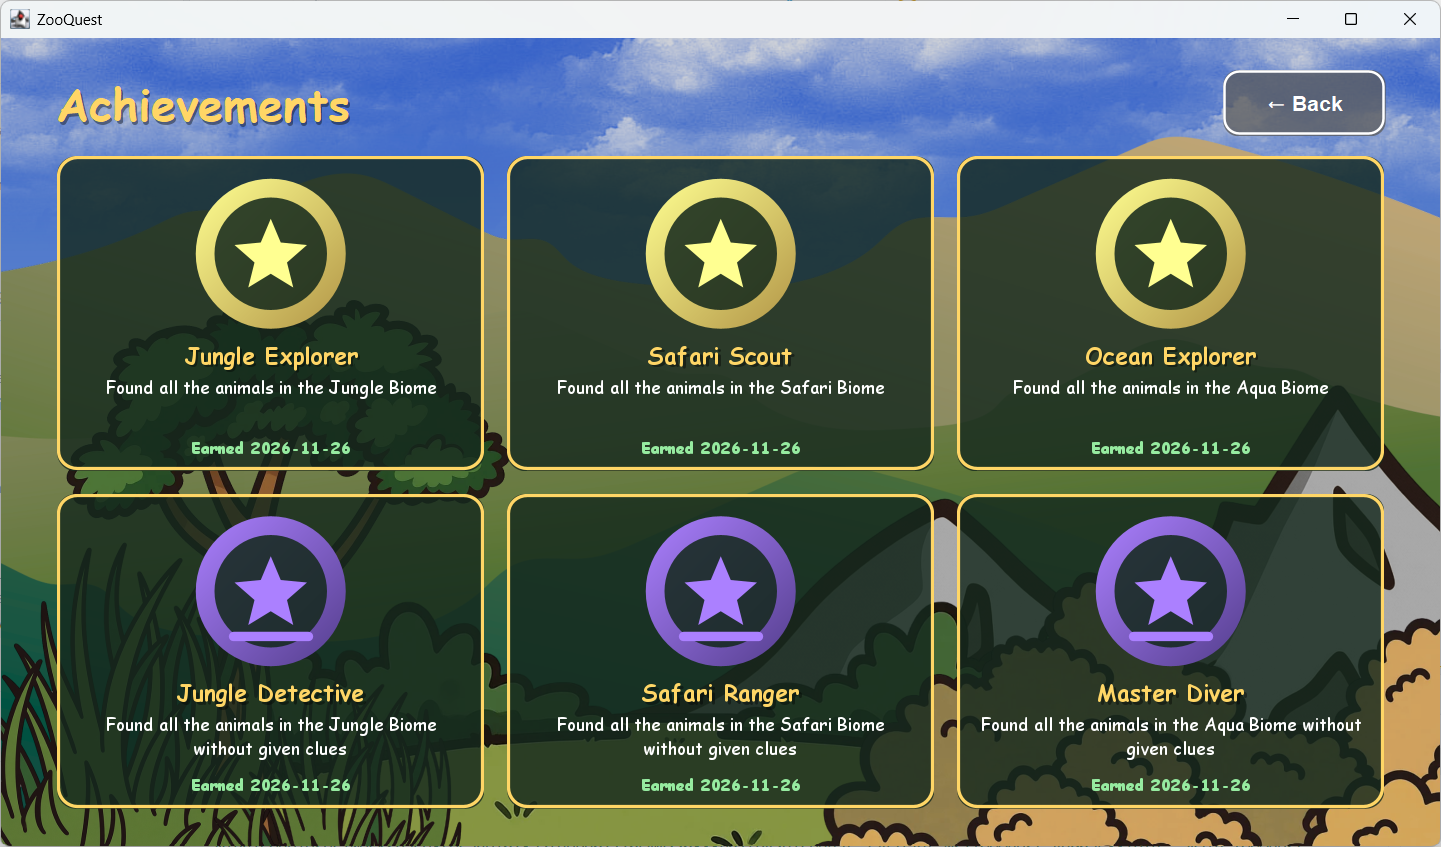 ZooQuest
Achievements
← Back
Jungle Explorer
Found all the animals in the Jungle Biome
Earned 2026-11-26
Safari Scout
Found all the animals in the Safari Biome
Earned 2026-11-26
Ocean Explorer
Found all the animals in the Aqua Biome
Earned 2026-11-26
Jungle Detective
Found all the animals in the Jungle Biome
without given clues
Earned 2026-11-26
Safari Ranger
Found all the animals in the Safari Biome
without given clues
Earned 2026-11-26
Master Diver
Found all the animals in the Aqua Biome without
given clues
Earned 2026-11-26